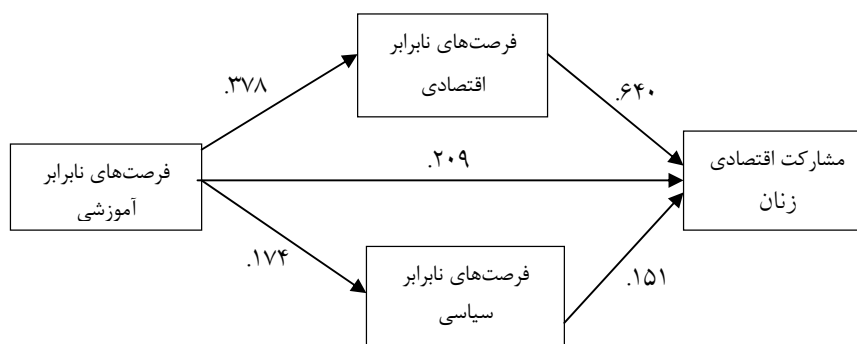 فرصت‌های نابرابر
اقتصادی
.۳۷۸
.۶۴۰
فرصت‌های نابرابر
آموزشی
.۲۰۹
مشارکت اقتصادی
زنان
.۱۷۴
فرصت‌های نابرابر
سیاسی
.۱۵۱